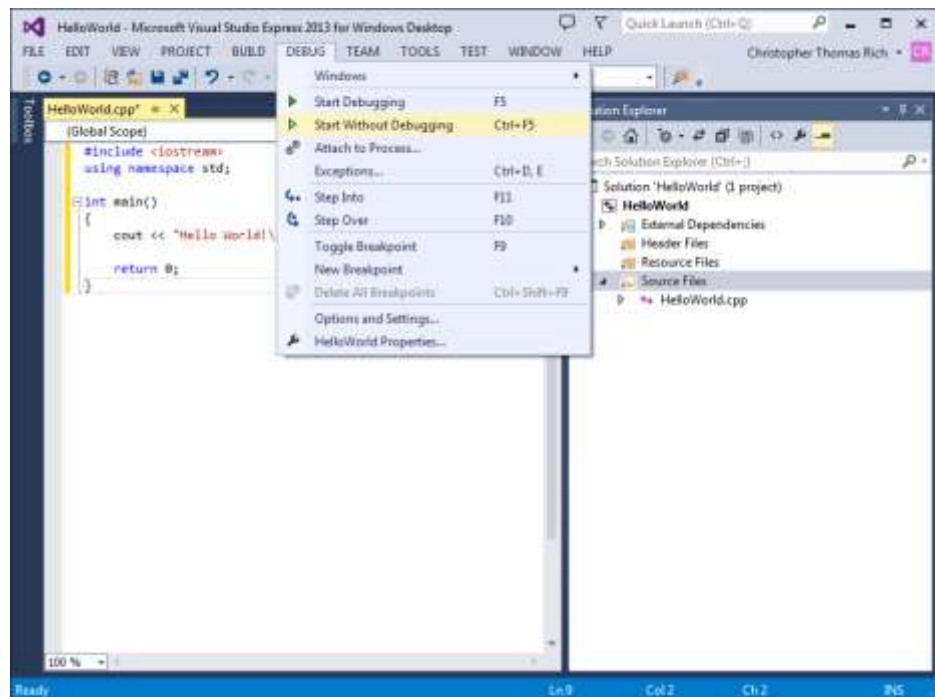 HelloWorld - Microsoft Visual Studio Express 2013 for Windows Desktop
Quick Launch (Ctrl+Q)
FILE EDIT VIEW PROJECT BUILD DEBUG TEAM TOOLS TEST WINDOW HELP
Christopher Thomas Rich
CR
Toolbox
HelloWorld.cpp*
(Global Scope)
#include <iostream>
using namespace std;
int main()
{
cout << "Hello World!\
return 0;
}
Windows
Start Debugging F5
Start Without Debugging Ctrl+F5
Attach to Process...
Exceptions... Ctrl+D, E
Step Into F11
Step Over F10
Toggle Breakpoint F9
New Breakpoint
Delete All Breakpoints Ctrl+Shift+F9
Options and Settings...
HelloWorld Properties...
ution Explorer
rch Solution Explorer (Ctrl+;)
Solution 'HelloWorld' (1 project)
HelloWorld
External Dependencies
Header Files
Resource Files
Source Files
HelloWorld.cpp
100 %
Ready Ln 9 Col 2 Ch 2 INS